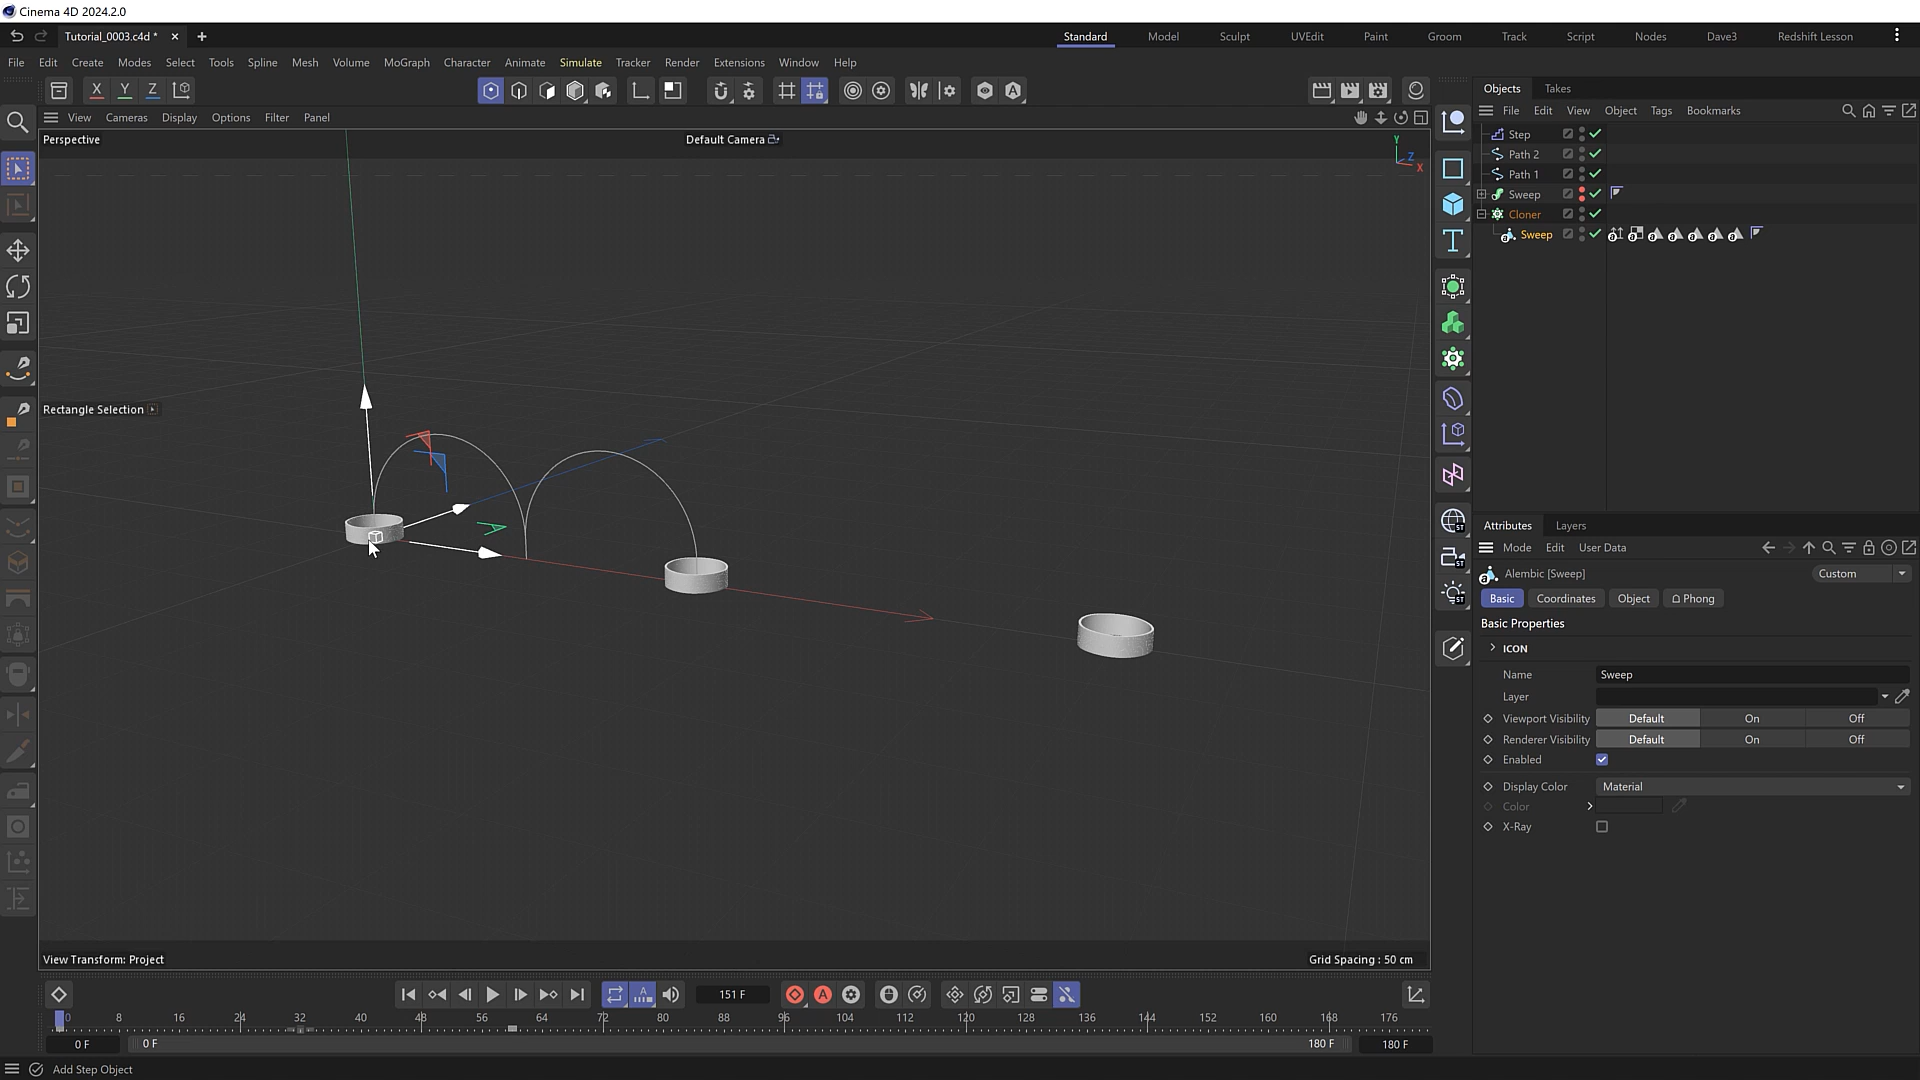 Cinema 4D 2024.2.0
Tutorial_0003.c4d *
Standard Model Sculpt UVEdit Paint Groom Track Script Nodes Dave3 Redshift Lesson
File Edit Create Modes Select Tools Spline Mesh Volume MoGraph Character Animate Simulate Tracker Render Extensions Window Help
X Y Z
Objects Takes
View Cameras Display Options Filter Panel
File Edit View Object Tags Bookmarks
Perspective
Default Camera
Y
Z
X
Step
Path 2
Path 1
Sweep
Cloner
Sweep
Rectangle Selection
Attributes Layers
Mode Edit User Data
Alembic [Sweep]
Custom
Basic Coordinates Object Phong
Basic Properties
ICON
Name Sweep
Layer
Viewport Visibility Default On Off
Renderer Visibility Default On Off
Enabled
Display Color Material
Color
X-Ray
View Transform: Project
Grid Spacing : 50 cm
151 F
0 8 16 24 32 40 48 56 64 72 80 88 96 104 112 120 128 136 144 152 160 168 176
0 F 0 F 180 F 180 F
Add Step Object